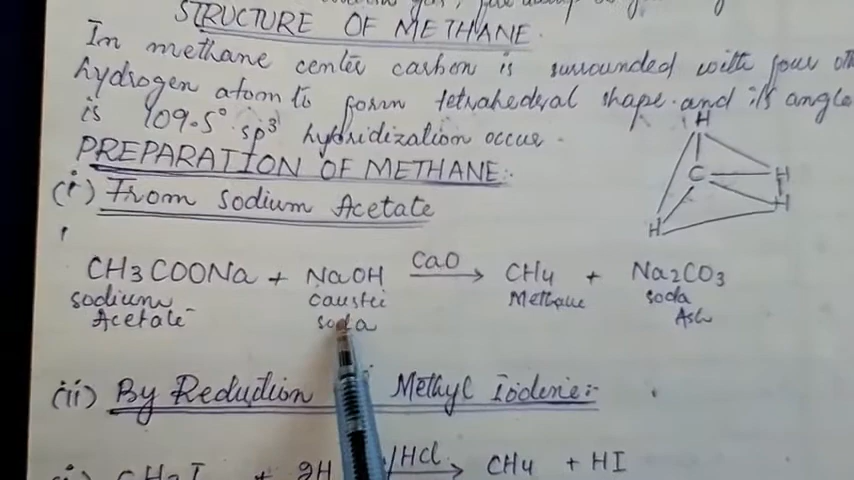 STRUCTURE OF METHANE.
In methane center carbon is surrounded with four
hydrogen atom to form tetrahedral shape. and it's angle
is 109.5° sp³ hybridization occur.
PREPARATION OF METHANE:-
(i) From Sodium Acetate
H
C H
H
H
CH3COONa + NaOH CaO → CH4 + Na2CO3
sodium caustic Methane soda
Acetate soda Ash
(ii) By Reduction Methyl Iodine:-
+ 2H /HCl → CH4 + HI